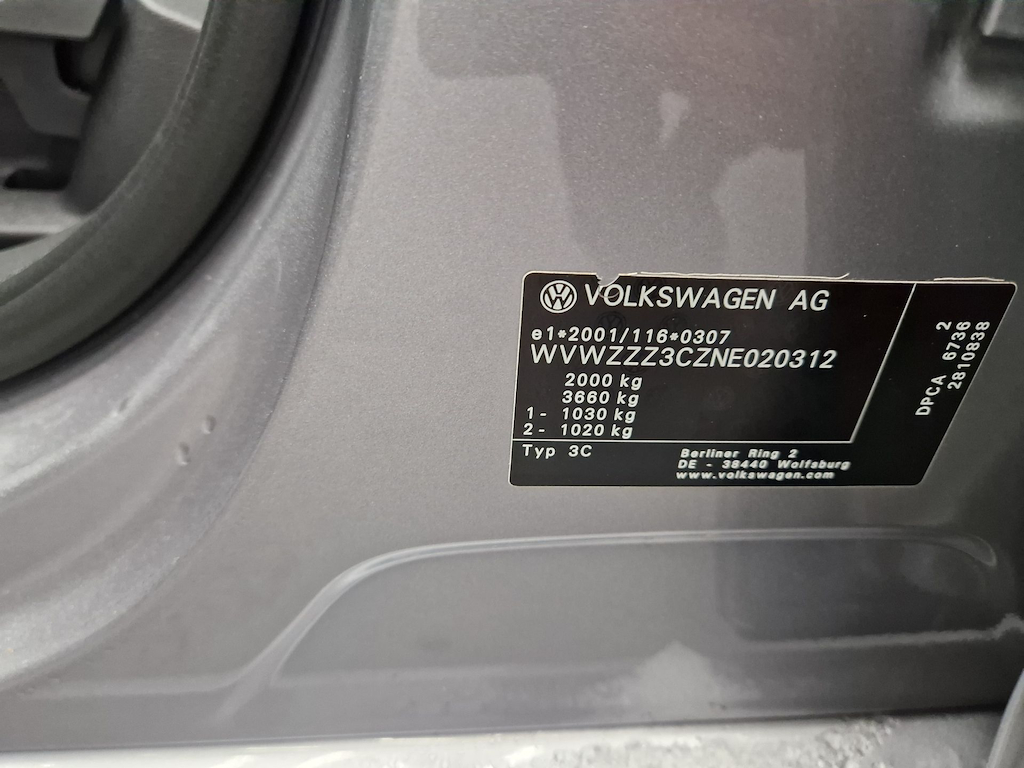 VOLKSWAGEN AG
e1*2001/116*0307
WVWZZZ3CZNE020312
2000 kg
3660 kg
1- 1030 kg
2- 1020 kg
Typ 3C
Berliner Ring 2
DE - 38440 Wolfsburg
www.volkswagen.com
2
DPCA 6736
2810838